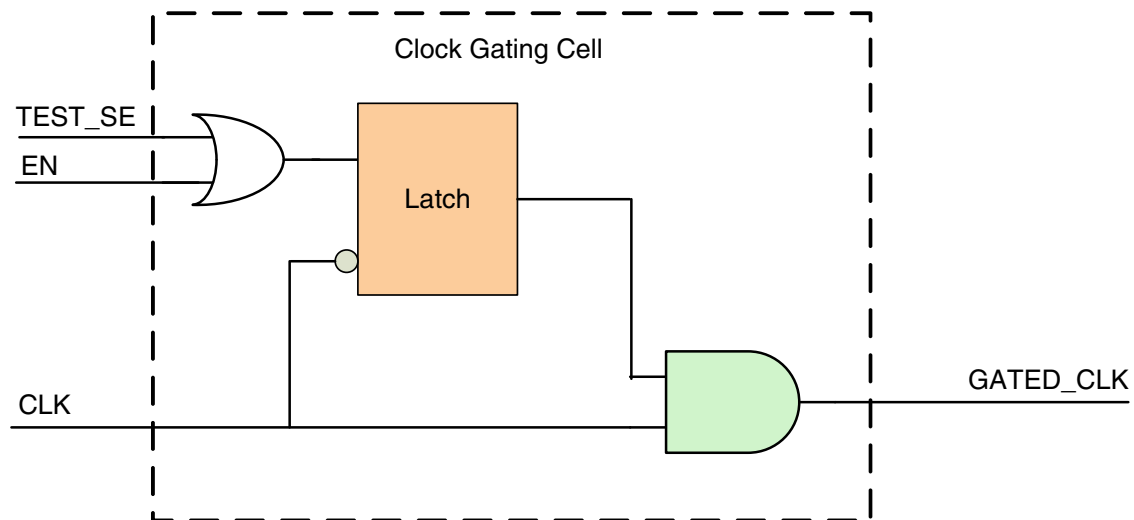 Clock Gating Cell
TEST_SE
EN
Latch
CLK
GATED_CLK